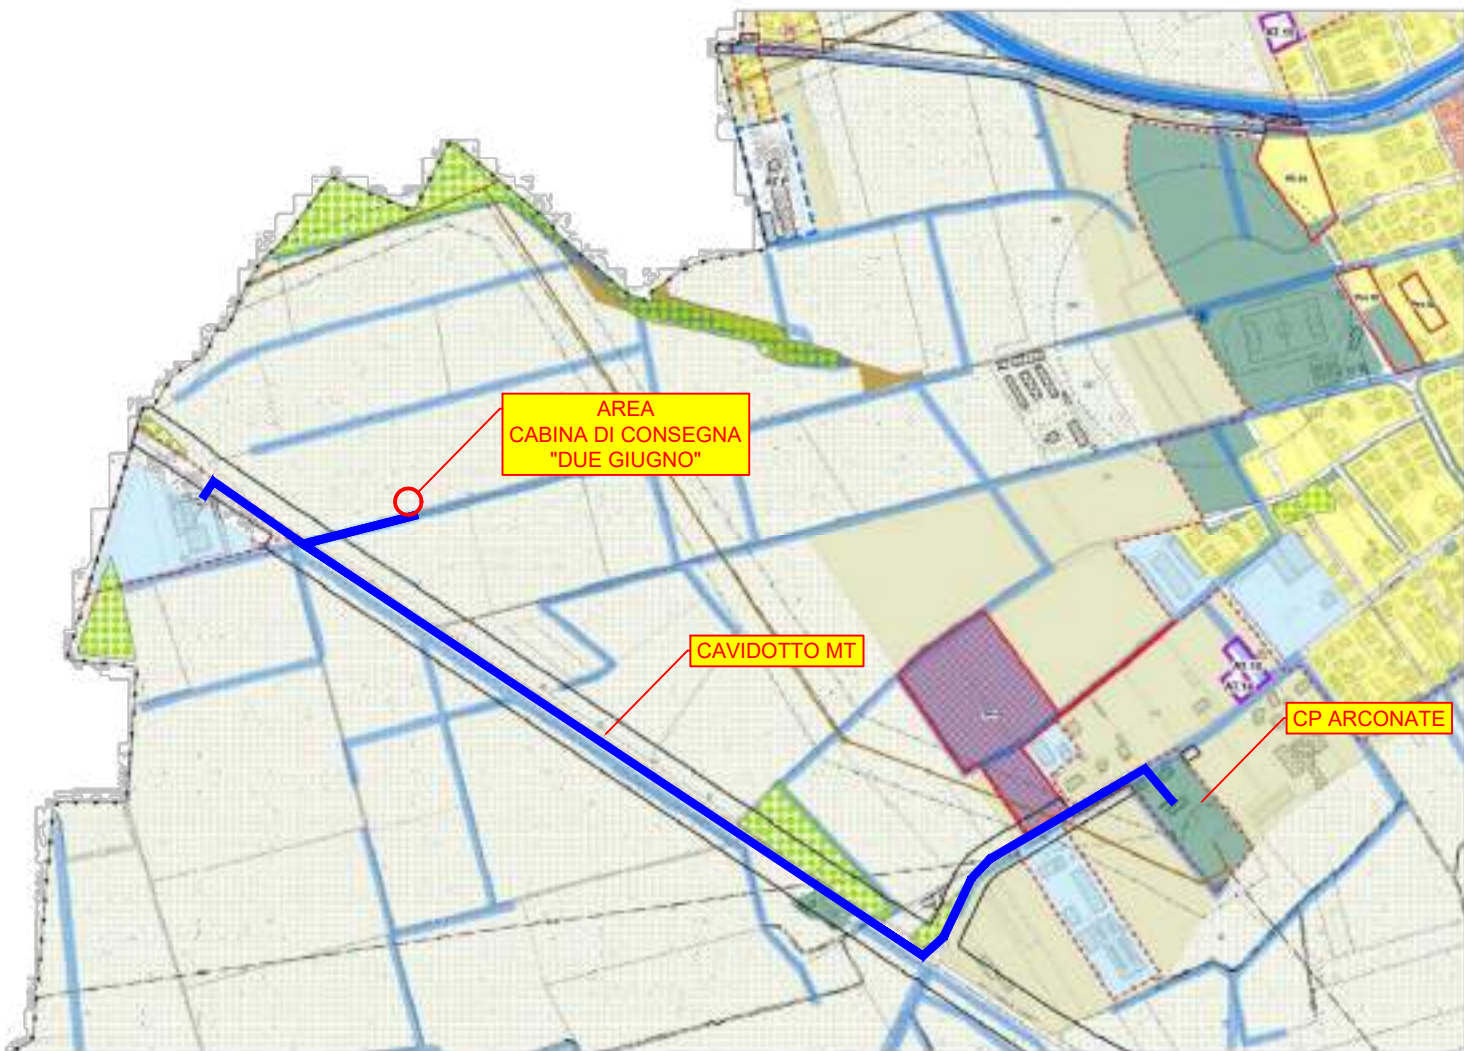 AREA
CABINA DI CONSEGNA
"DUE GIUGNO"
CAVIDOTTO MT
CP ARCONATE